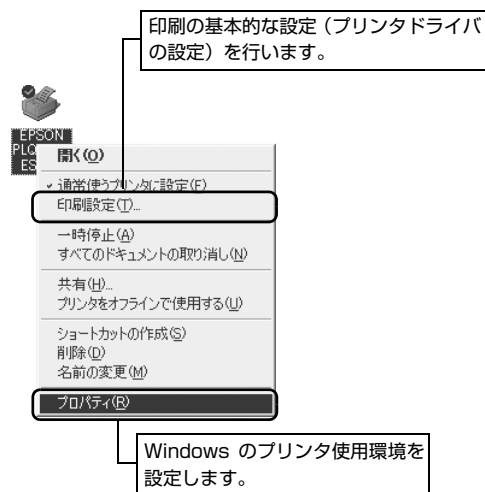 印刷の基本的な設定（プリンタドライバ
の設定）を行います。
EPSON
開く(O)
通常使うプリンタに設定(F)
印刷設定(T)...
一時停止(A)
すべてのドキュメントの取り消し(N)
共有(H)...
プリンタをオフラインで使用する(U)
ショートカットの作成(S)
削除(D)
名前の変更(M)
プロパティ(R)
Windows のプリンタ使用環境を
設定します。